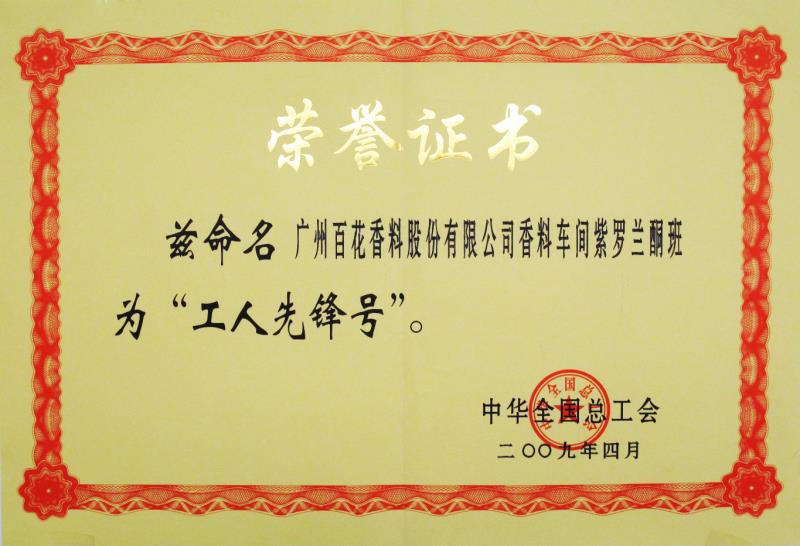 荣誉证书
兹命名 广州百花香料股份有限公司香料车间紫罗兰酮班
为“工人先锋号”。
中华全国总工会
二〇〇九年四月